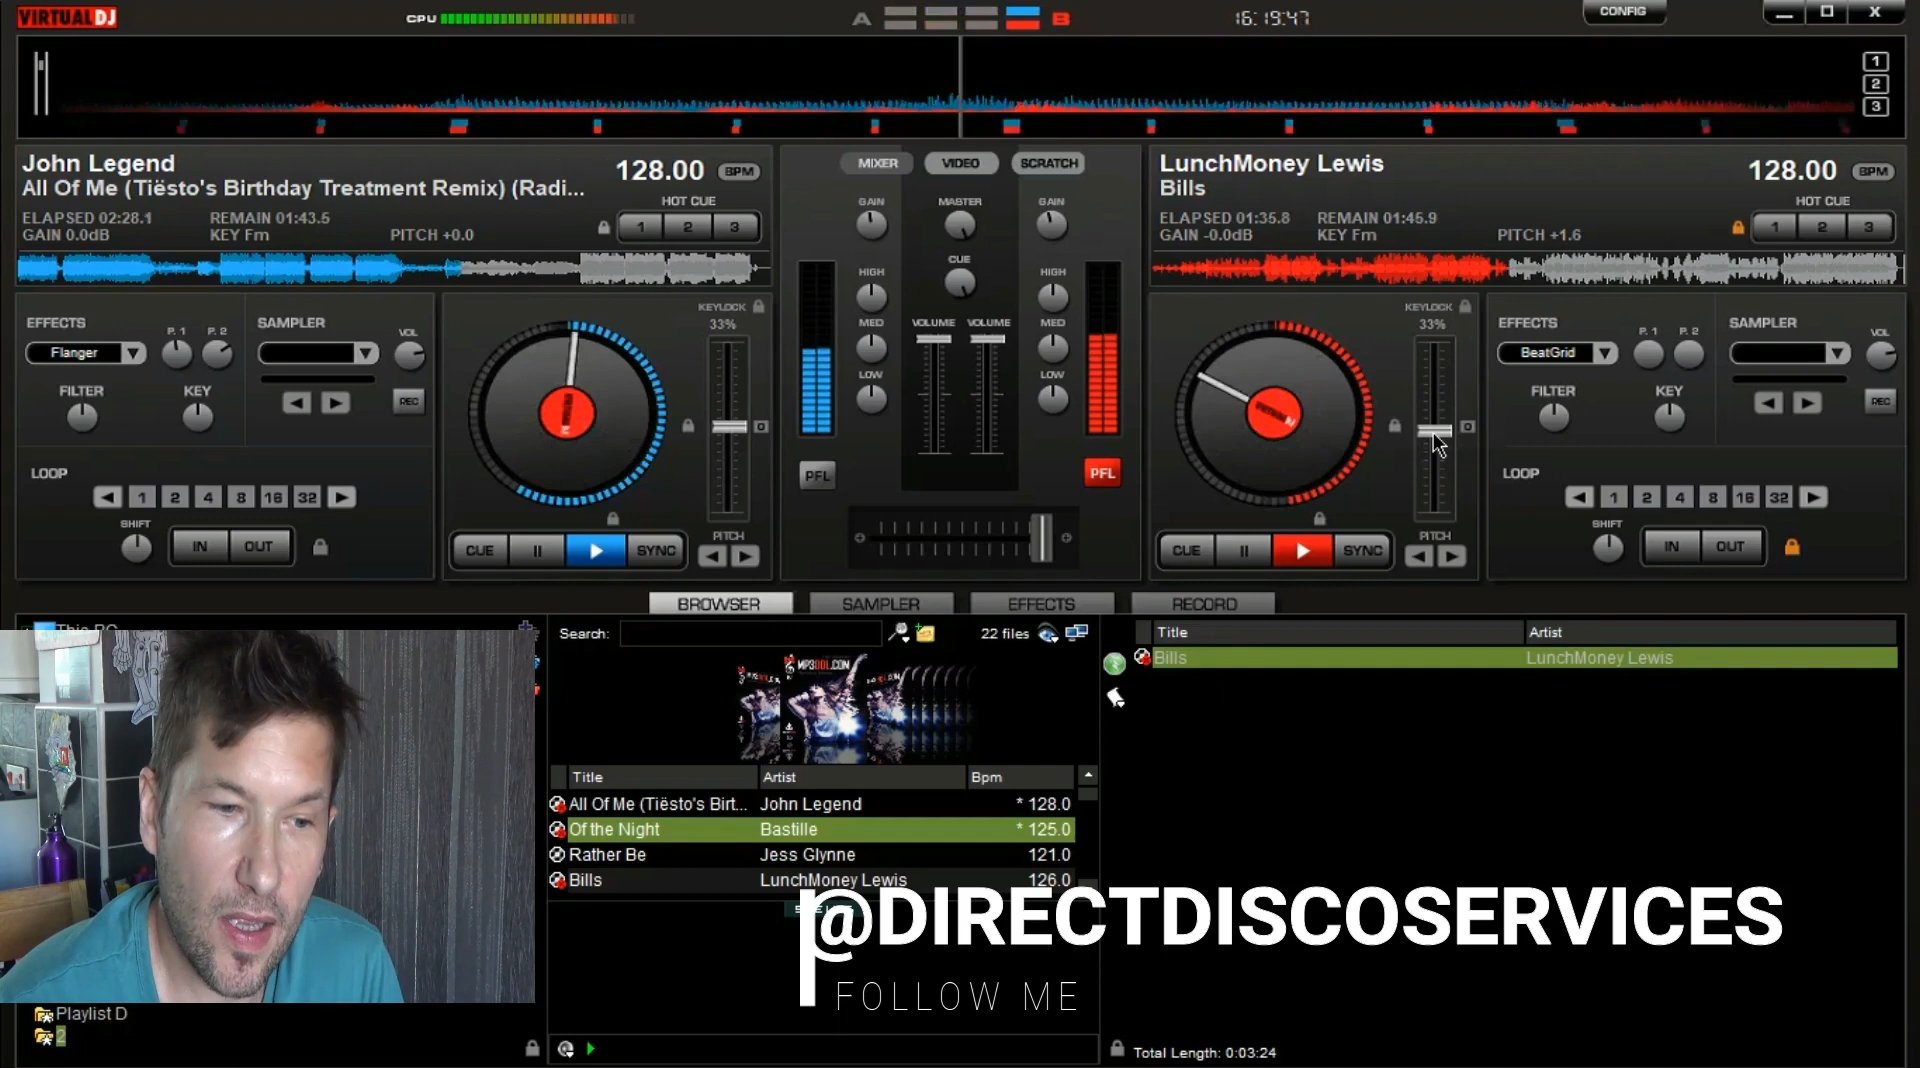 VIRTUAL DJ
CPU
A
B
16:19:47
CONFIG
X
1
2
3
John Legend
All Of Me (Tiësto's Birthday Treatment Remix) (Radi...
128.00 BPM
ELAPSED 02:28.1 REMAIN 01:43.5
GAIN 0.0dB KEY Fm PITCH +0.0
HOT CUE
1 2 3
MIXER VIDEO SCRATCH
GAIN MASTER GAIN
CUE
HIGH HIGH
MED VOLUME VOLUME MED
LOW LOW
PFL PFL
LunchMoney Lewis
Bills
128.00 BPM
ELAPSED 01:35.8 REMAIN 01:45.9
GAIN -0.0dB KEY Fm PITCH +1.6
HOT CUE
1 2 3
EFFECTS P. 1 P. 2 SAMPLER VOL
Flanger
FILTER KEY REC
LOOP
1 2 4 8 16 32
SHIFT IN OUT
KEYLOCK
33%
CUE SYNC
PITCH
KEYLOCK
33%
CUE SYNC
PITCH
EFFECTS P. 1 P. 2 SAMPLER VOL
BeatGrid
FILTER KEY REC
LOOP
1 2 4 8 16 32
SHIFT IN OUT
BROWSER SAMPLER EFFECTS RECORD
This PC
Search: 22 files
MP3OOL.COM
Title Artist Bpm
All Of Me (Tiësto's Birt... John Legend * 128.0
Of the Night Bastille * 125.0
Rather Be Jess Glynne 121.0
Bills LunchMoney Lewis 126.0
Title Artist
Bills LunchMoney Lewis
@DIRECTDISCOSERVICES
FOLLOW ME
Playlist D
2
Total Length: 0:03:24